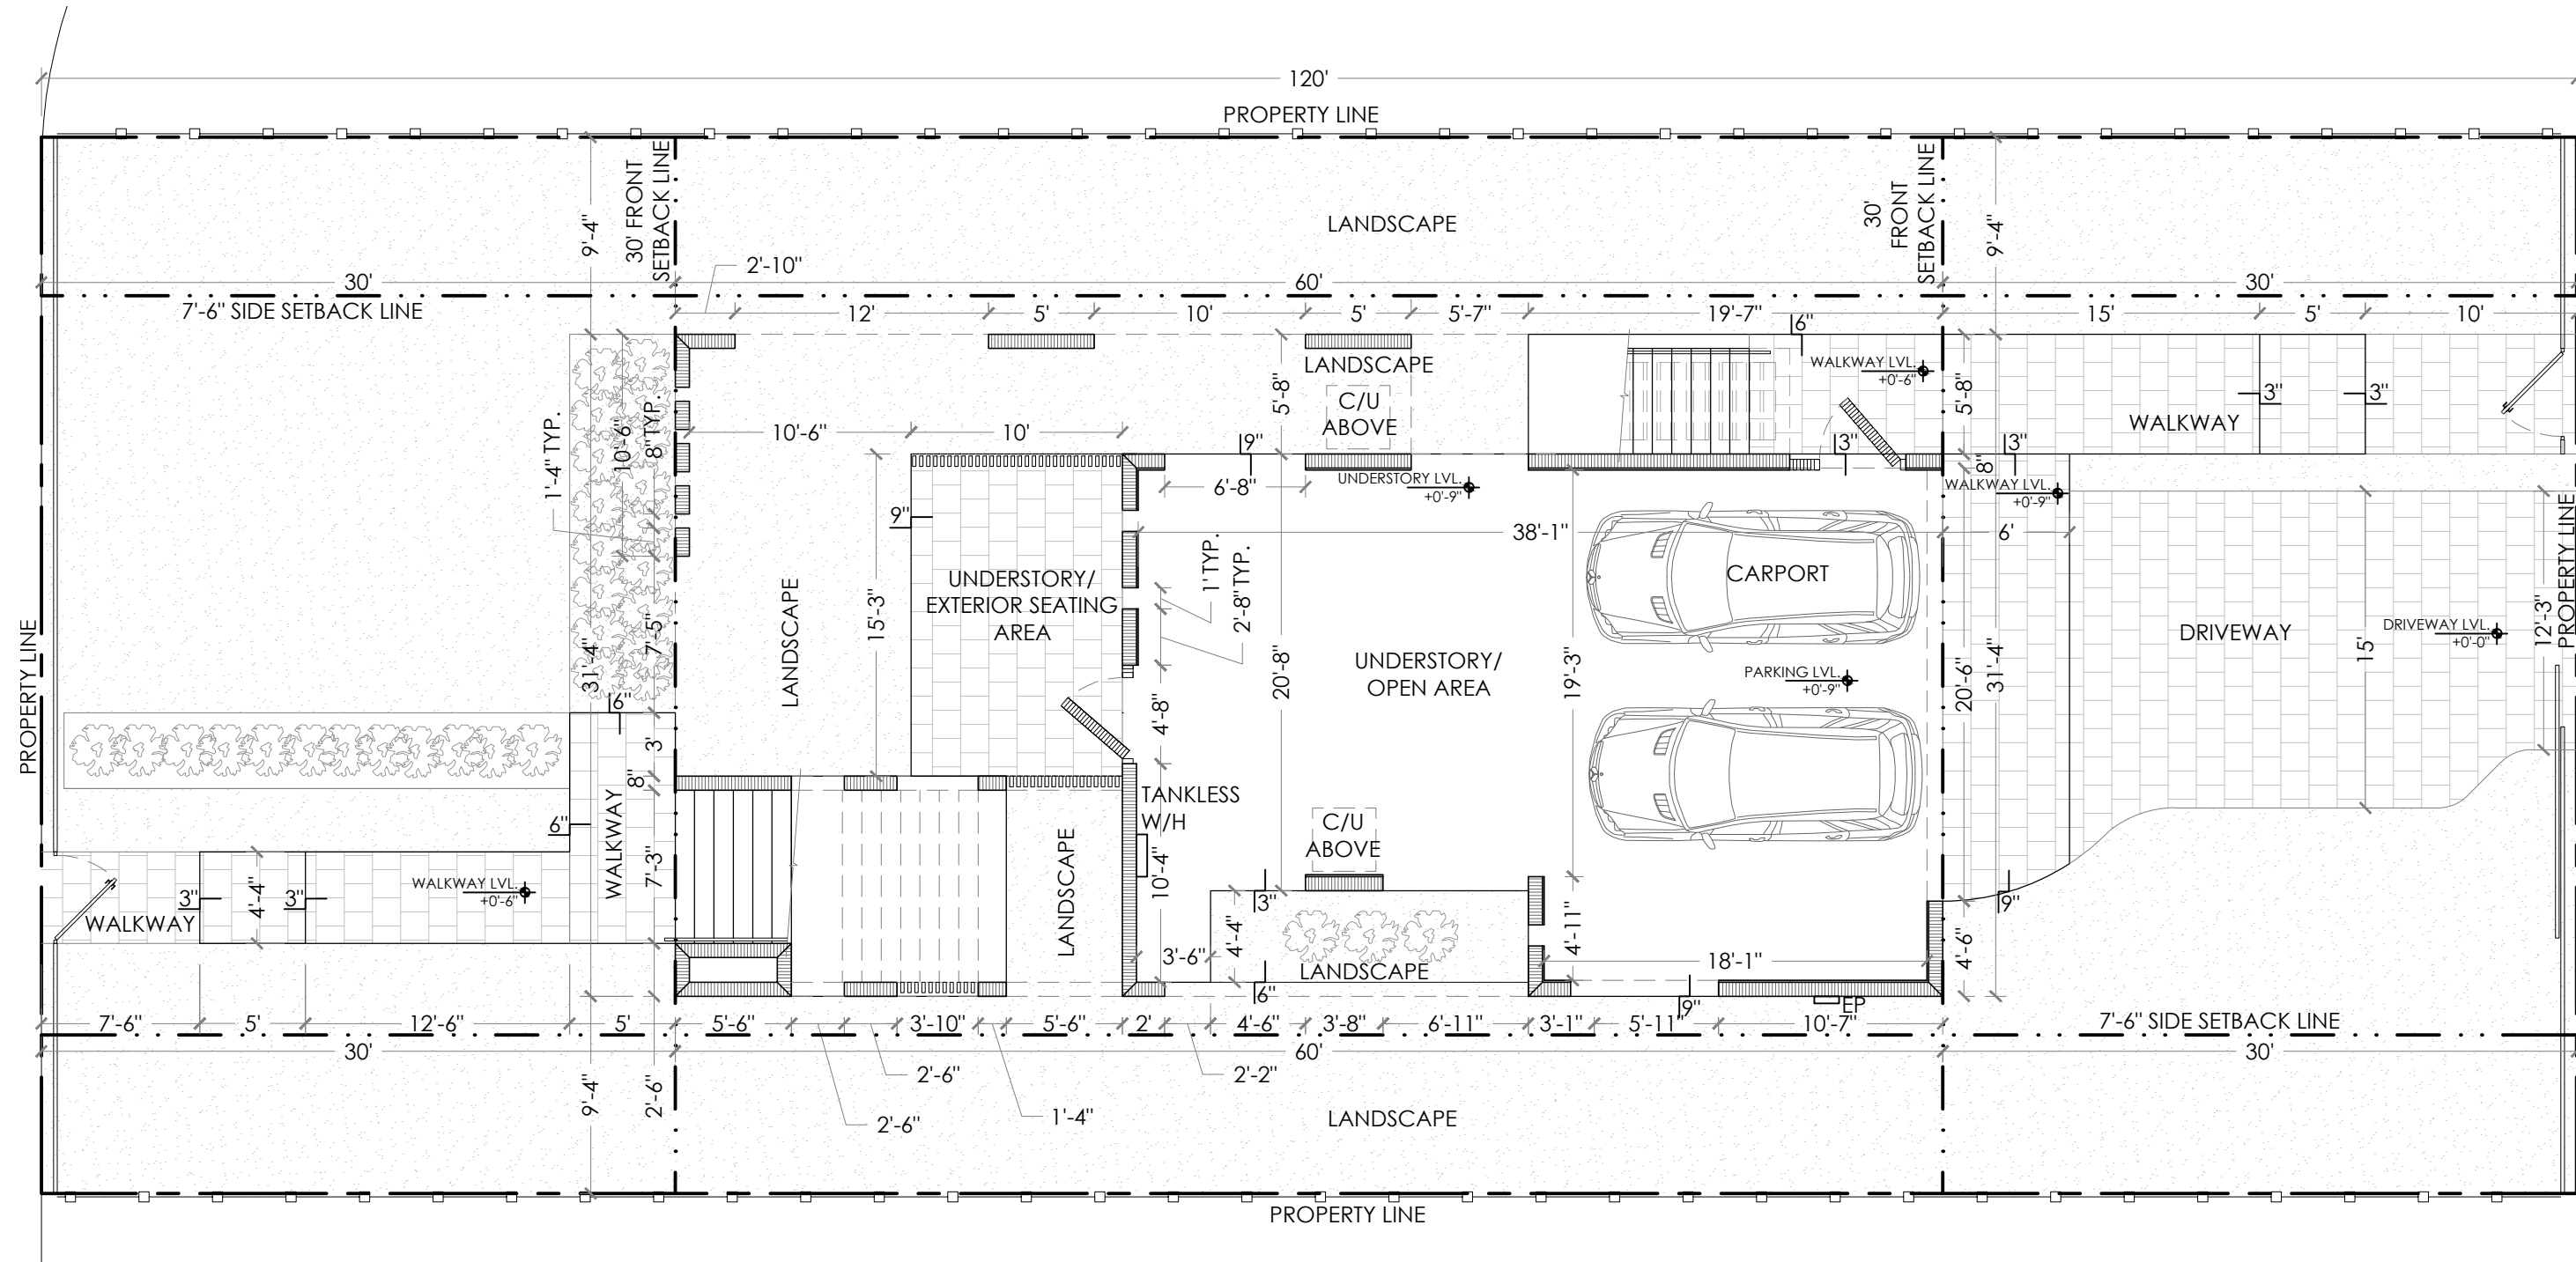 120'
PROPERTY LINE
30' FRONT
SETBACK LINE
30'
FRONT
SETBACK LINE
9'-4"
LANDSCAPE
9'-4"
2'-10"
30'
60'
30'
7'-6" SIDE SETBACK LINE
12'
5'
10'
5'
5'-7"
19'-7"
15'
5'
10'
6"
LANDSCAPE
WALKWAY LVL.
+0'-6"
5'-8"
5'-8"
C/U
ABOVE
3"
3"
WALKWAY
1'-4" TYP.
10'-6"
8" TYP.
10'-6"
10'
9"
3"
3"
8"
6'-8"
UNDERSTORY LVL.
+0'-9"
WALKWAY LVL.
+0'-9"
9"
38'-1"
6'
1' TYP.
2'-8" TYP.
UNDERSTORY/
EXTERIOR SEATING
AREA
CARPORT
LANDSCAPE
15'-3"
PROPERTY LINE
31'-4"
7'-5"
20'-8"
UNDERSTORY/
OPEN AREA
19'-3"
PARKING LVL.
+0'-9"
20'-6"
31'-4"
DRIVEWAY
15'
DRIVEWAY LVL.
+0'-0"
12'-3"
PROPERTY LINE
6"
3'
8"
4'-8"
TANKLESS
W/H
6"
WALKWAY
7'-3"
LANDSCAPE
10'-4"
C/U
ABOVE
3"
4'-4"
3"
WALKWAY LVL.
+0'-6"
WALKWAY
3"
9"
4'-4"
3'-6"
LANDSCAPE
4'-11"
18'-1"
4'-6"
6"
9"
EP
7'-6"
5'
12'-6"
5'
5'-6"
3'-10"
5'-6"
2'
4'-6"
3'-8"
6'-11"
3'-1"
5'-11"
10'-7"
7'-6" SIDE SETBACK LINE
30'
60'
30'
2'-6"
2'-2"
9'-4"
2'-6"
2'-6"
1'-4"
LANDSCAPE
PROPERTY LINE